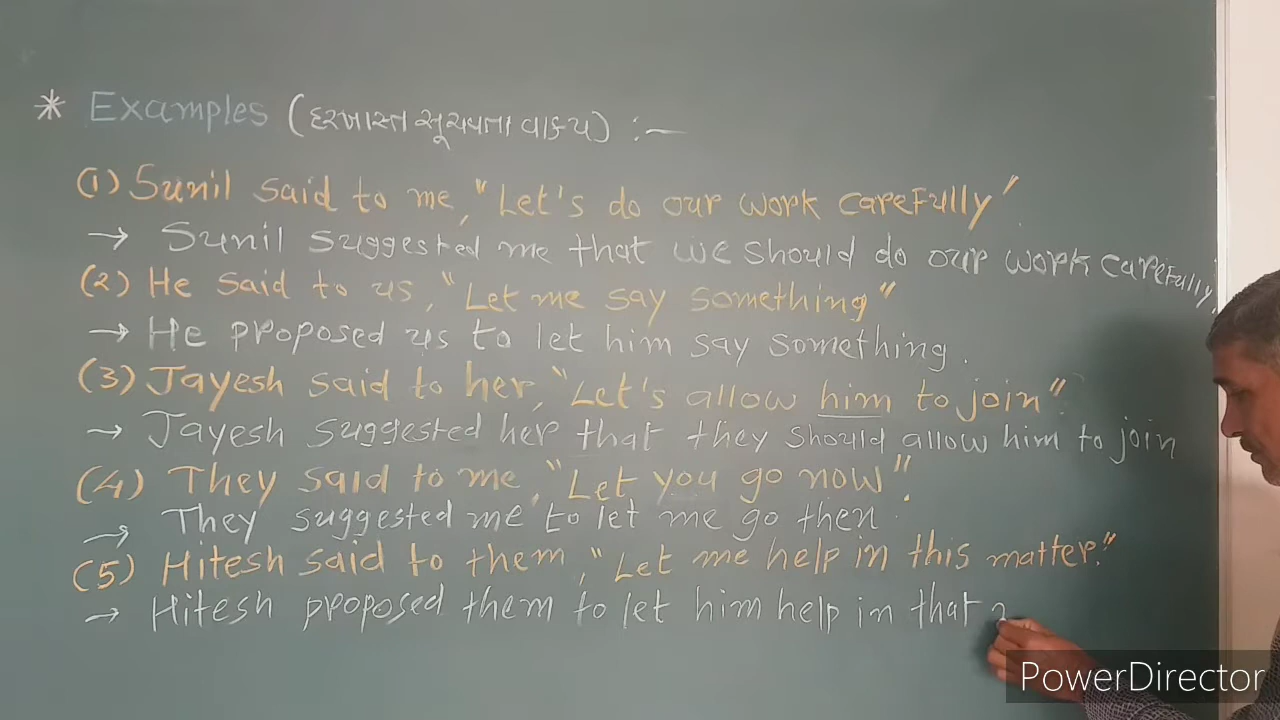 * Examples (દરખાસ્ત સૂચવતા વાક્ય) :—
(1) Sunil said to me, "Let's do our work carefully"
→ Sunil suggested me that we should do our work carefully.
(2) He said to us, "Let me say something"
→ He proposed us to let him say something.
(3) Jayesh said to her, "Let's allow him to join".
→ Jayesh suggested her that they should allow him to join
(4) They said to me, "Let you go now".
→ They suggested me to let me go then.
(5) Hitesh said to them, "Let me help in this matter."
→ Hitesh proposed them to let him help in that
PowerDirector